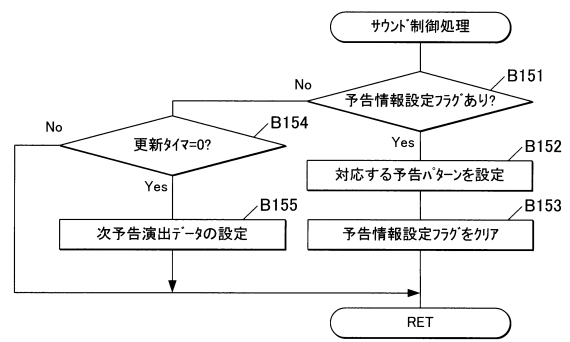 サウンド制御処理
B151
予告情報設定フラグあり?
No
Yes
B154
更新タイマ=0?
No
Yes
B152
対応する予告パターンを設定
B155
次予告演出データの設定
B153
予告情報設定フラグをクリア
RET